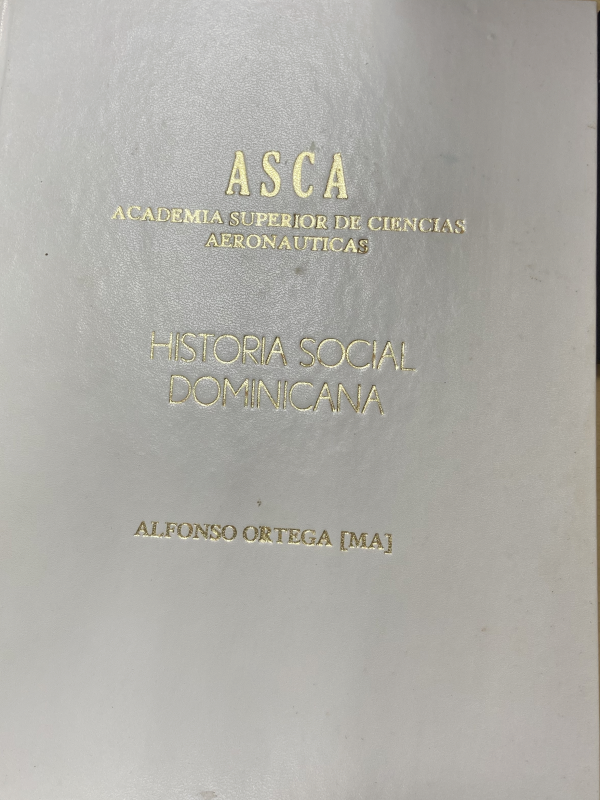 ASCA
ACADEMIA SUPERIOR DE CIENCIAS
AERONAUTICAS
HISTORIA SOCIAL
DOMINICANA
ALFONSO ORTEGA [MA]